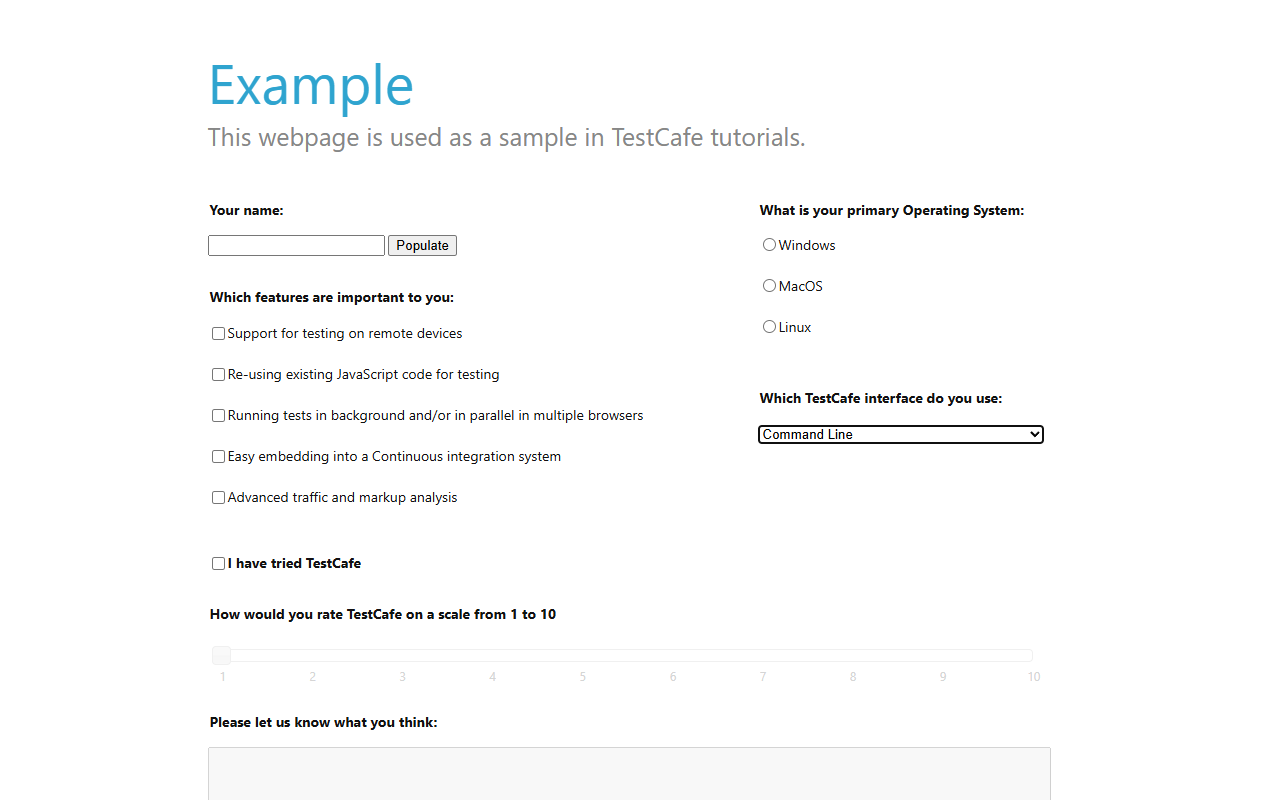 Example
This webpage is used as a sample in TestCafe tutorials.
Your name:
Populate
Which features are important to you:
Support for testing on remote devices
Re-using existing JavaScript code for testing
Running tests in background and/or in parallel in multiple browsers
Easy embedding into a Continuous integration system
Advanced traffic and markup analysis
I have tried TestCafe
What is your primary Operating System:
Windows
MacOS
Linux
Which TestCafe interface do you use:
Command Line
How would you rate TestCafe on a scale from 1 to 10
1 2 3 4 5 6 7 8 9 10
Please let us know what you think: